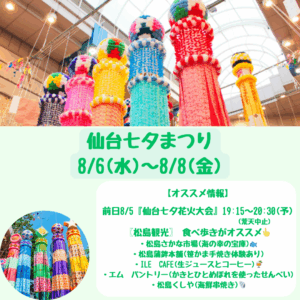 仙台七夕まつり
8/6(水)～8/8(金)
【オススメ情報】
前日8/5『仙台七夕花火大会』19:15～20:30(予)
(荒天中止)
〖松島観光〗 食べ歩きがオススメ👆
・松島さかな市場(海の幸の宝庫)🐟
・松島蒲鉾本舗(笹かま手焼き体験あり)
・ILE CAFE(生ジュースとコーヒー)
・エム パントリー(かきとひとめぼれを使ったせんべい)
・松島くしや(海鮮串焼き)